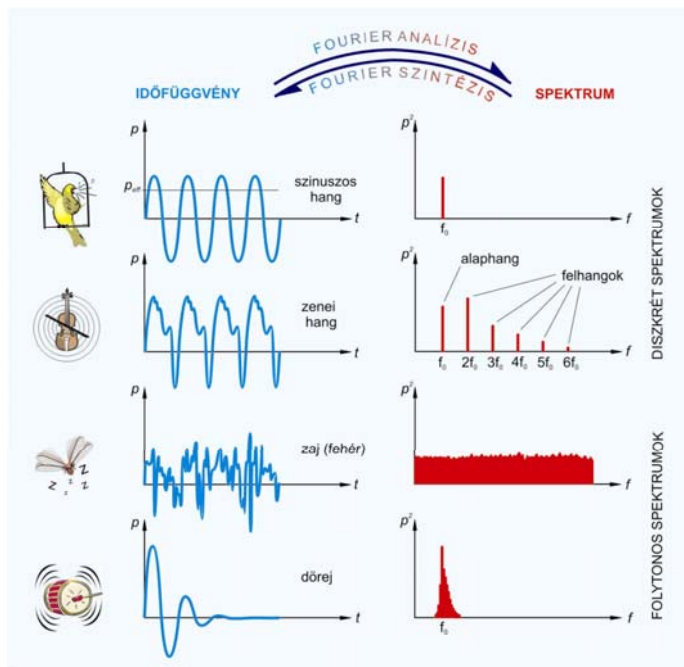 FOURIER ANALÍZIS
FOURIER SZINTÉZIS
IDŐFÜGGVÉNY
SPEKTRUM
p
p_eff
szinuszos
hang
t
p²
f₀
f
p
zenei
hang
t
p²
alaphang
felhangok
f₀ 2f₀ 3f₀ 4f₀ 5f₀ 6f₀
f
DISZKRÉT SPEKTRUMOK
z
z z z z
p
zaj (fehér)
t
p²
f
p
dörej
t
p²
f₀
f
FOLYTONOS SPEKTRUMOK